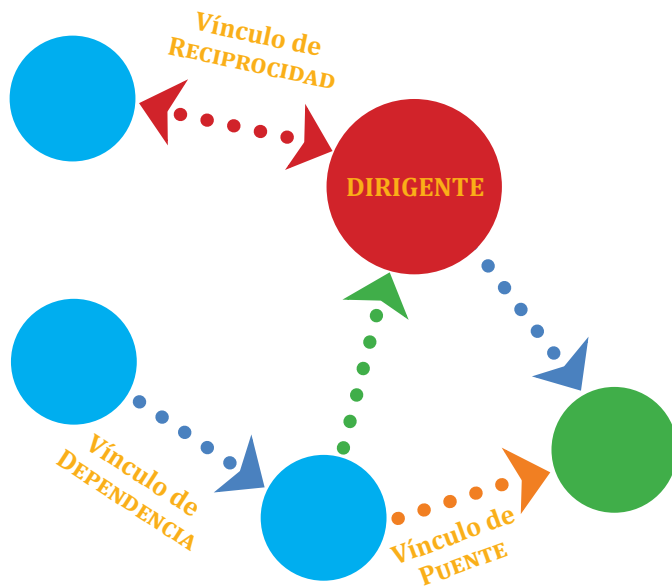 Vínculo de
RECIPROCIDAD
DIRIGENTE
Vínculo de
DEPENDENCIA
Vínculo de
PUENTE